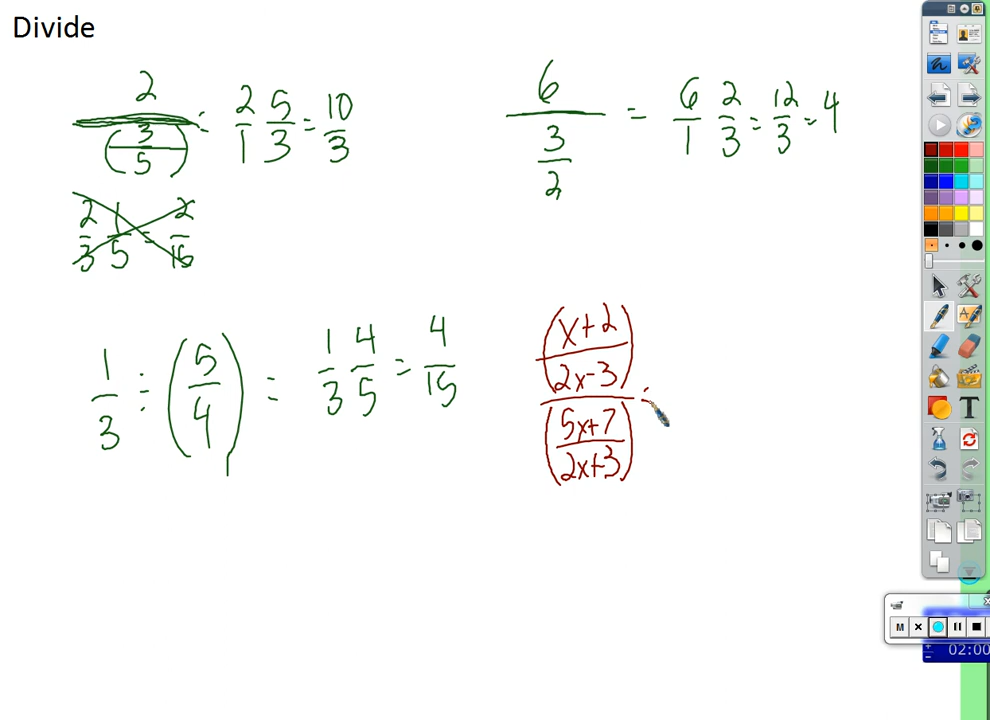 Divide
2/(3/5) = 2/1 5/3 = 10/3
2/3 1/5 = 2/15
6/(3/2) = 6/1 2/3 = 12/3 = 4
1/3 ÷ (5/4) = 1/3 4/5 = 4/15
((x+2)/(2x-3))/((5x+7)/(2x+3)) =
T
M
02:00